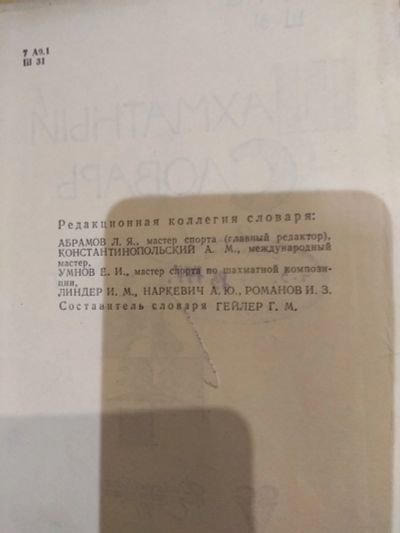 7 А9.1
Ш 31
Редакционная коллегия словаря:
АБРАМОВ Л. Я., мастер спорта (главный редактор),
КОНСТАНТИНОПОЛЬСКИЙ А. М., международный
мастер.
УМНОВ Е. И., мастер спорта по шахматной компози-
ции,
ЛИНДЕР И. М., НАРКЕВИЧ А. Ю., РОМАНОВ И. З.
Составитель словаря ГЕЙЛЕР Г. М.